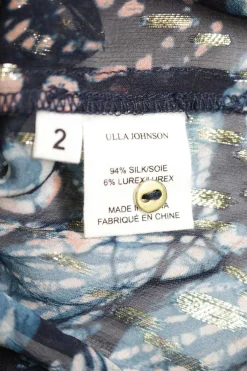 2
ULLA JOHNSON
94% SILK/SOIE
6% LUREX/LUREX
MADE IN
FABRIQUÉ EN CHINE